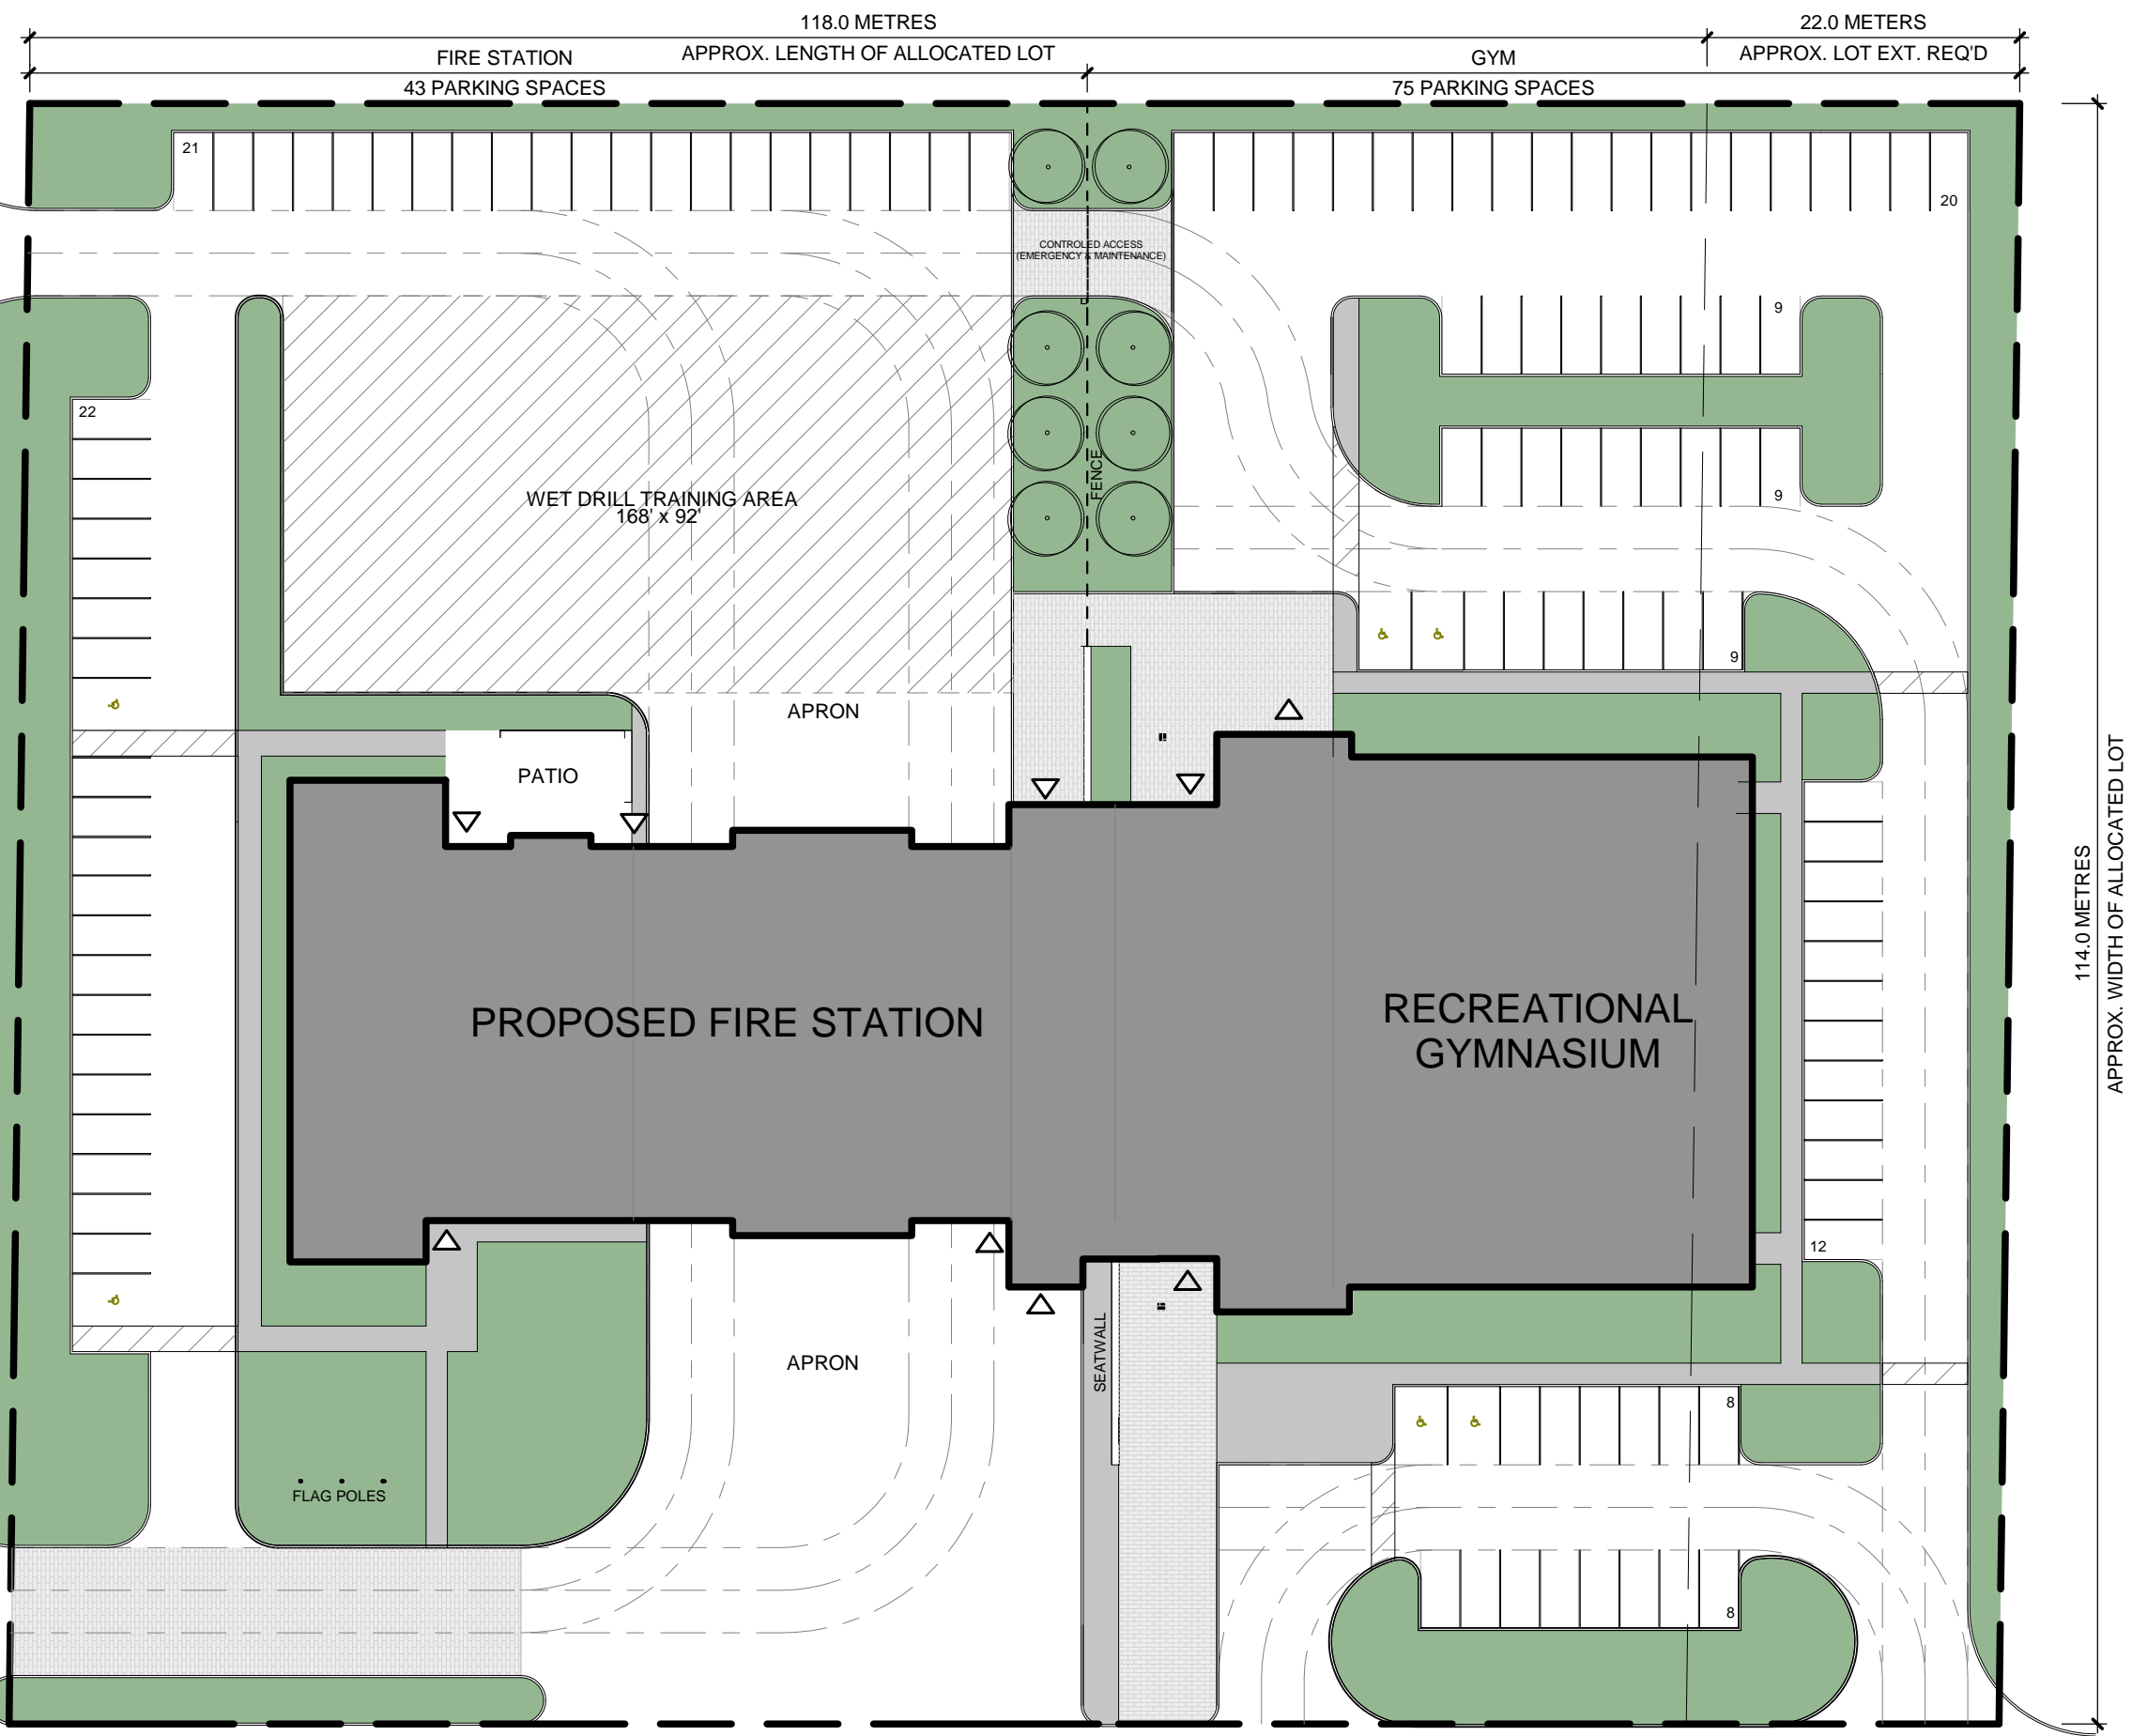 118.0 METRES
22.0 METERS
FIRE STATION
APPROX. LENGTH OF ALLOCATED LOT
GYM
APPROX. LOT EXT. REQ'D
43 PARKING SPACES
75 PARKING SPACES
21
20
CONTROLED ACCESS
(EMERGENCY & MAINTENANCE)
9
22
FENCE
WET DRILL TRAINING AREA
168' x 92'
9
9
APRON
PATIO
114.0 METRES
APPROX. WIDTH OF ALLOCATED LOT
PROPOSED FIRE STATION
RECREATIONAL
GYMNASIUM
12
SEATWALL
APRON
8
FLAG POLES
8